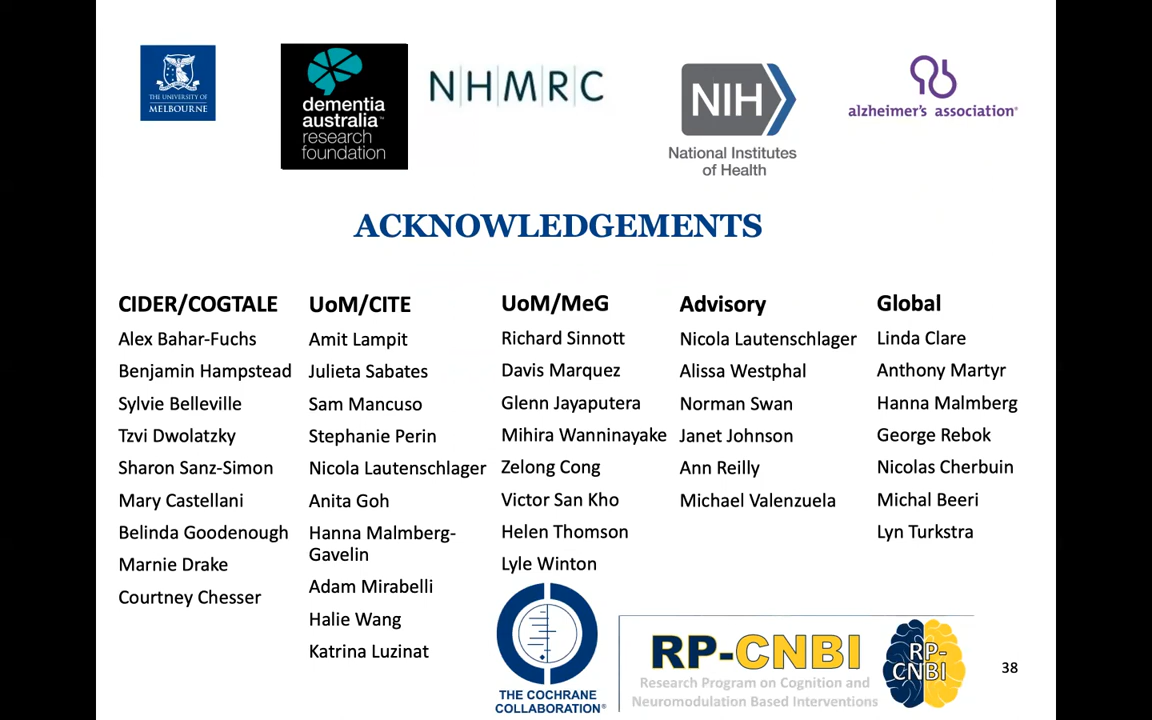 THE UNIVERSITY OF
MELBOURNE
dementia
australia™
research
foundation
NHMRC
NIH
National Institutes
of Health
alzheimer's association®
ACKNOWLEDGEMENTS
CIDER/COGTALE
Alex Bahar-Fuchs
Benjamin Hampstead
Sylvie Belleville
Tzvi Dwolatzky
Sharon Sanz-Simon
Mary Castellani
Belinda Goodenough
Marnie Drake
Courtney Chesser
UoM/CITE
Amit Lampit
Julieta Sabates
Sam Mancuso
Stephanie Perin
Nicola Lautenschlager
Anita Goh
Hanna Malmberg-
Gavelin
Adam Mirabelli
Halie Wang
Katrina Luzinat
UoM/MeG
Richard Sinnott
Davis Marquez
Glenn Jayaputera
Mihira Wanninayake
Zelong Cong
Victor San Kho
Helen Thomson
Lyle Winton
Advisory
Nicola Lautenschlager
Alissa Westphal
Norman Swan
Janet Johnson
Ann Reilly
Michael Valenzuela
Global
Linda Clare
Anthony Martyr
Hanna Malmberg
George Rebok
Nicolas Cherbuin
Michal Beeri
Lyn Turkstra
THE COCHRANE
COLLABORATION®
RP-CNBI
Research Program on Cognition and
Neuromodulation Based Interventions
RP-
CNBI
38